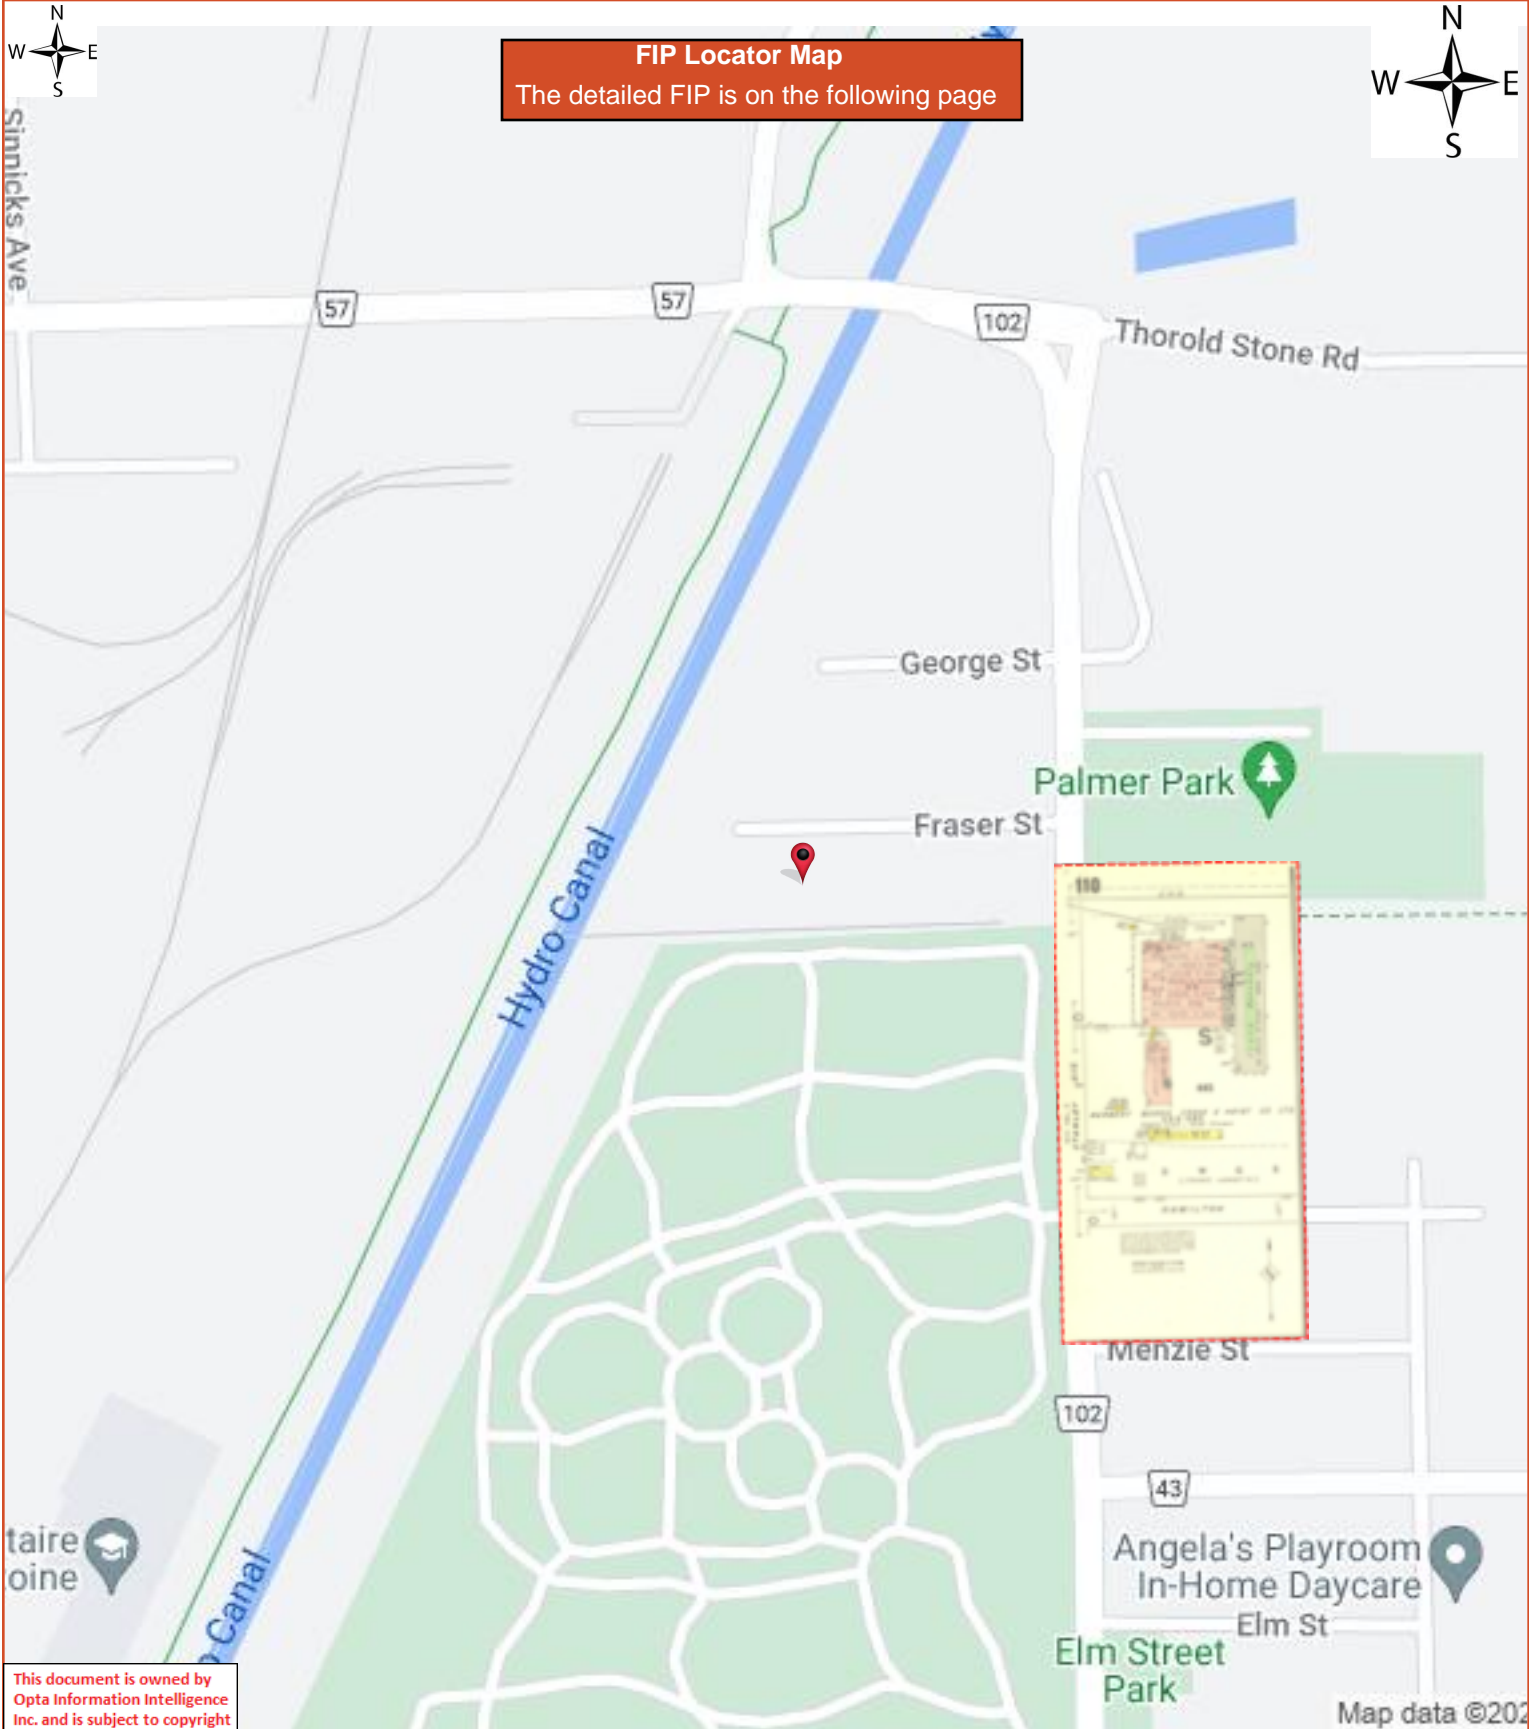 N
W E
S
FIP Locator Map
The detailed FIP is on the following page
N
W E
S
Sinnicks Ave
57
57
102
Thorold Stone Rd
George St
Palmer Park
Fraser St
Hydro Canal
110
S
HAMILTON
Menzie St
102
43
taire
oine
Angela's Playroom
In-Home Daycare
Elm St
o Canal
Elm Street
Park
This document is owned by
Opta Information Intelligence
Inc. and is subject to copyright
Map data ©202